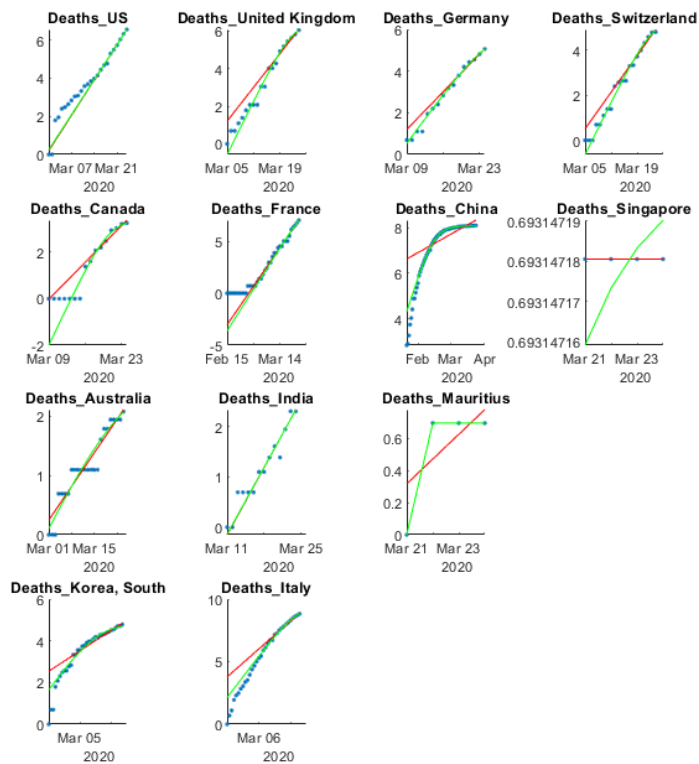 Deaths_US
6
4
2
0
Mar 07 Mar 21
2020
Deaths_United Kingdom
6
4
2
0
Mar 05 Mar 19
2020
Deaths_Germany
6
4
2
0
Mar 09 Mar 23
2020
Deaths_Switzerland
4
2
0
Mar 05 Mar 19
2020
Deaths_Canada
2
0
-2
Mar 09 Mar 23
2020
Deaths_France
5
0
-5
Feb 15 Mar 14
2020
Deaths_China
8
6
4
Feb Mar Apr
2020
Deaths_Singapore
0.69314719
0.69314718
0.69314717
0.69314716
Mar 21 Mar 23
2020
Deaths_Australia
2
1
0
Mar 01 Mar 15
2020
Deaths_India
2
1
0
Mar 11 Mar 25
2020
Deaths_Mauritius
0.6
0.4
0.2
0
Mar 21 Mar 23
2020
Deaths_Korea, South
6
4
2
0
Mar 05
2020
Deaths_Italy
10
5
0
Mar 06
2020